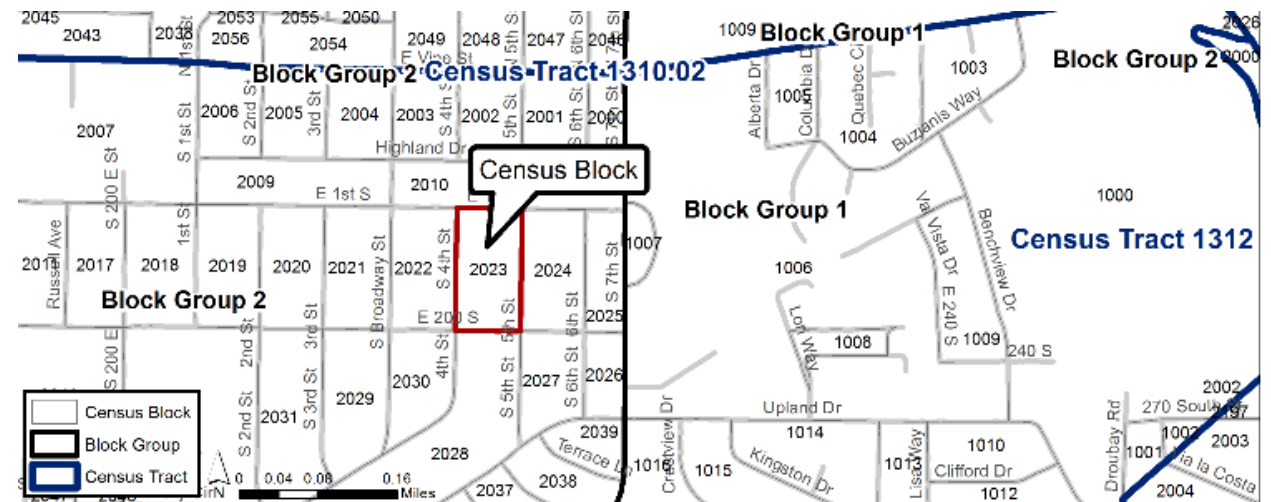 2045
2053
2055
2050
2043
2038
2056
2054
2049
2048
2047
2046
N 1st St
N 5th St
N 6th St
1009
Block Group 1
2026
E Vine St
Block Group 2
Census Tract 1310.02
Block Group 2
2000
1003
1005
Alberta Dr
Quebec
1004
Buzianis Way
2006
2005
2004
2003
2002
2001
2007
S 1st St
S 2nd St
3rd St
S 4th S
5th St
S 6th St
S 7th St
Highland Dr
Census Block
2009
2010
E 1st S
S 200 E St
1000
Block Group 1
Census Tract 1312
Russell Ave
2017
2018
1st St
2019
2020
2021
S Broadway St
2022
S 4th St
2023
2024
S 7th St
1007
1006
Val Vista Dr
E 240 S
Benchview Dr
Block Group 2
E 200 S
5th St
6th St
2025
Lori Way
1008
1009
240 S
S 200 E
2nd St
3rd St
4th St
2030
2027
2026
2029
S 2nd St
2031
S 3rd St
S 5th St
S 6th St
2002
Upland Dr
270 South
Census Block
Block Group
Census Tract
2028
2039
Terrace
Crestview Dr
1014
1010
Droubay Rd
1002
2003
1001
1015
Kingston Dr
1013
Lisa Way
Clifford Dr
1012
Via la Costa
2004
1016
2038
2037
0 0.04 0.08 0.16
Miles
N